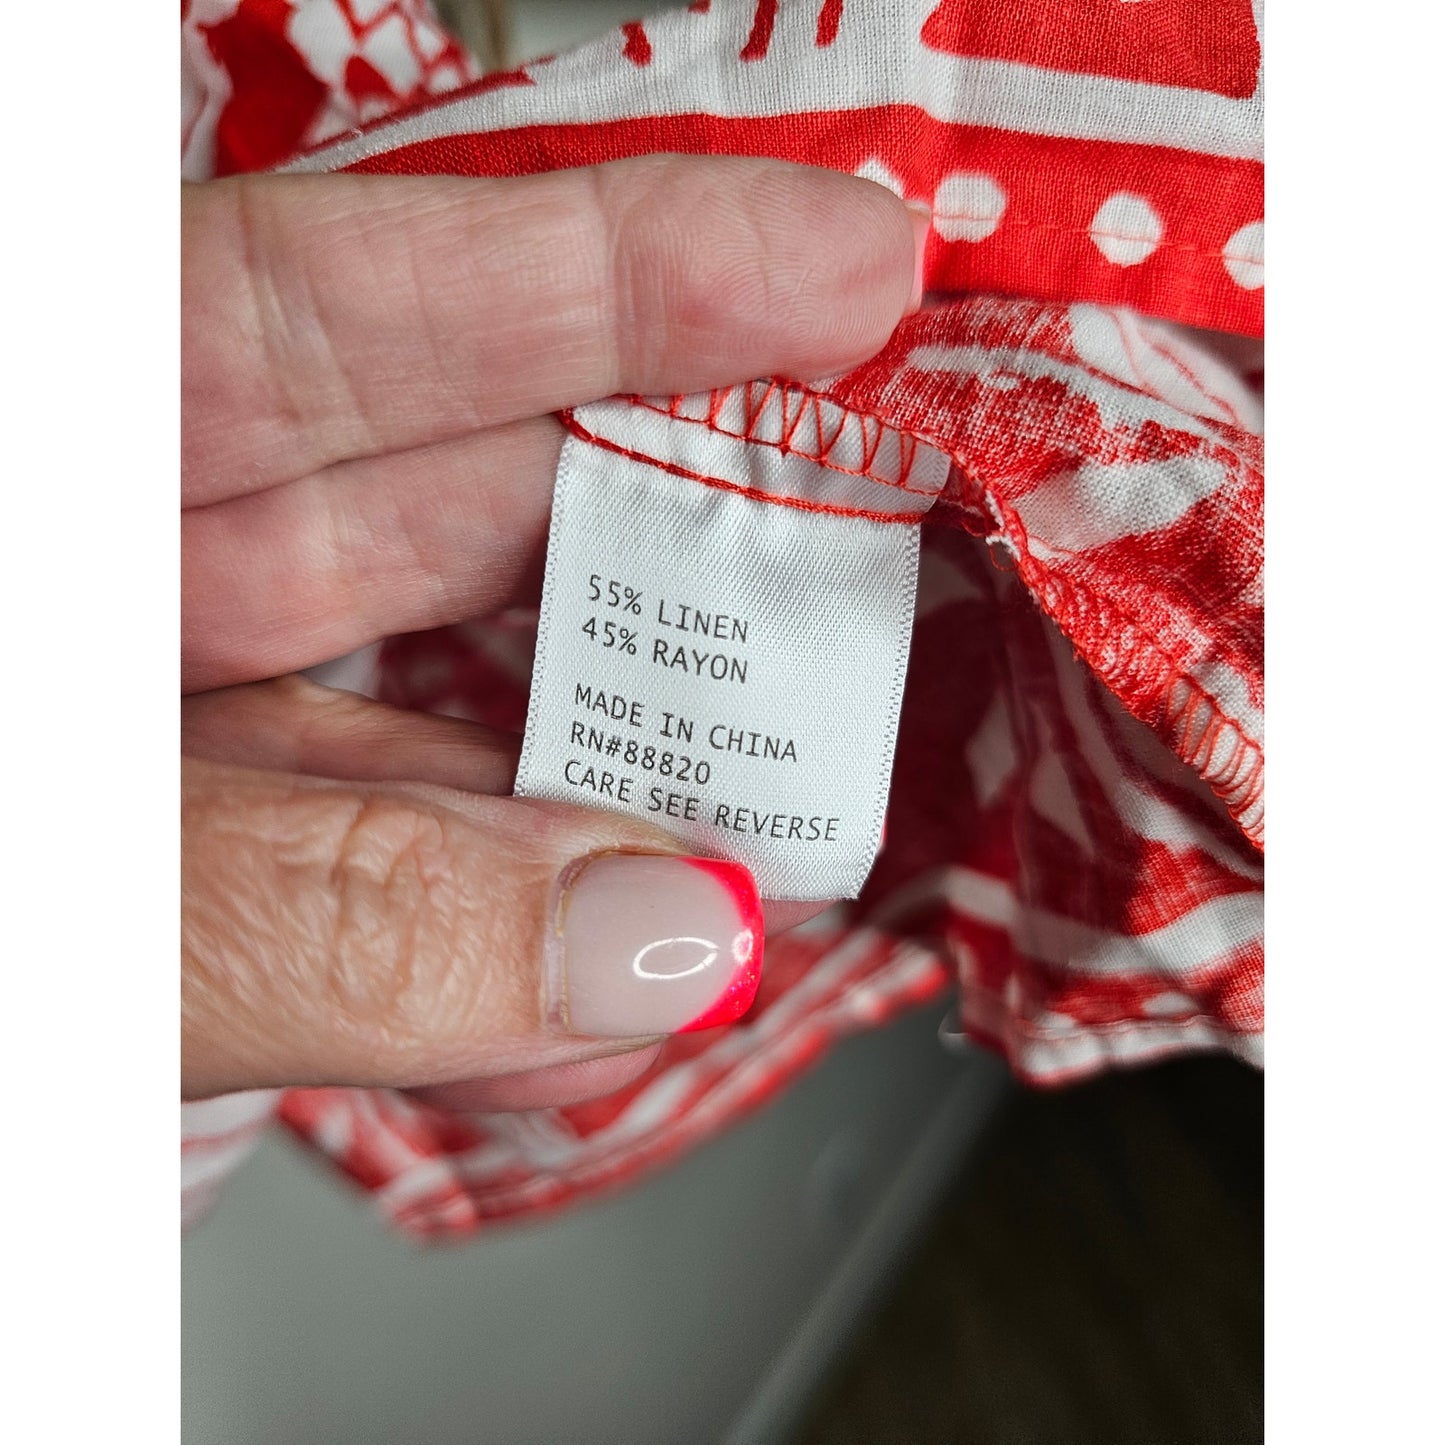 55% LINEN
45% RAYON
MADE IN CHINA
RN#88820
CARE SEE REVERSE